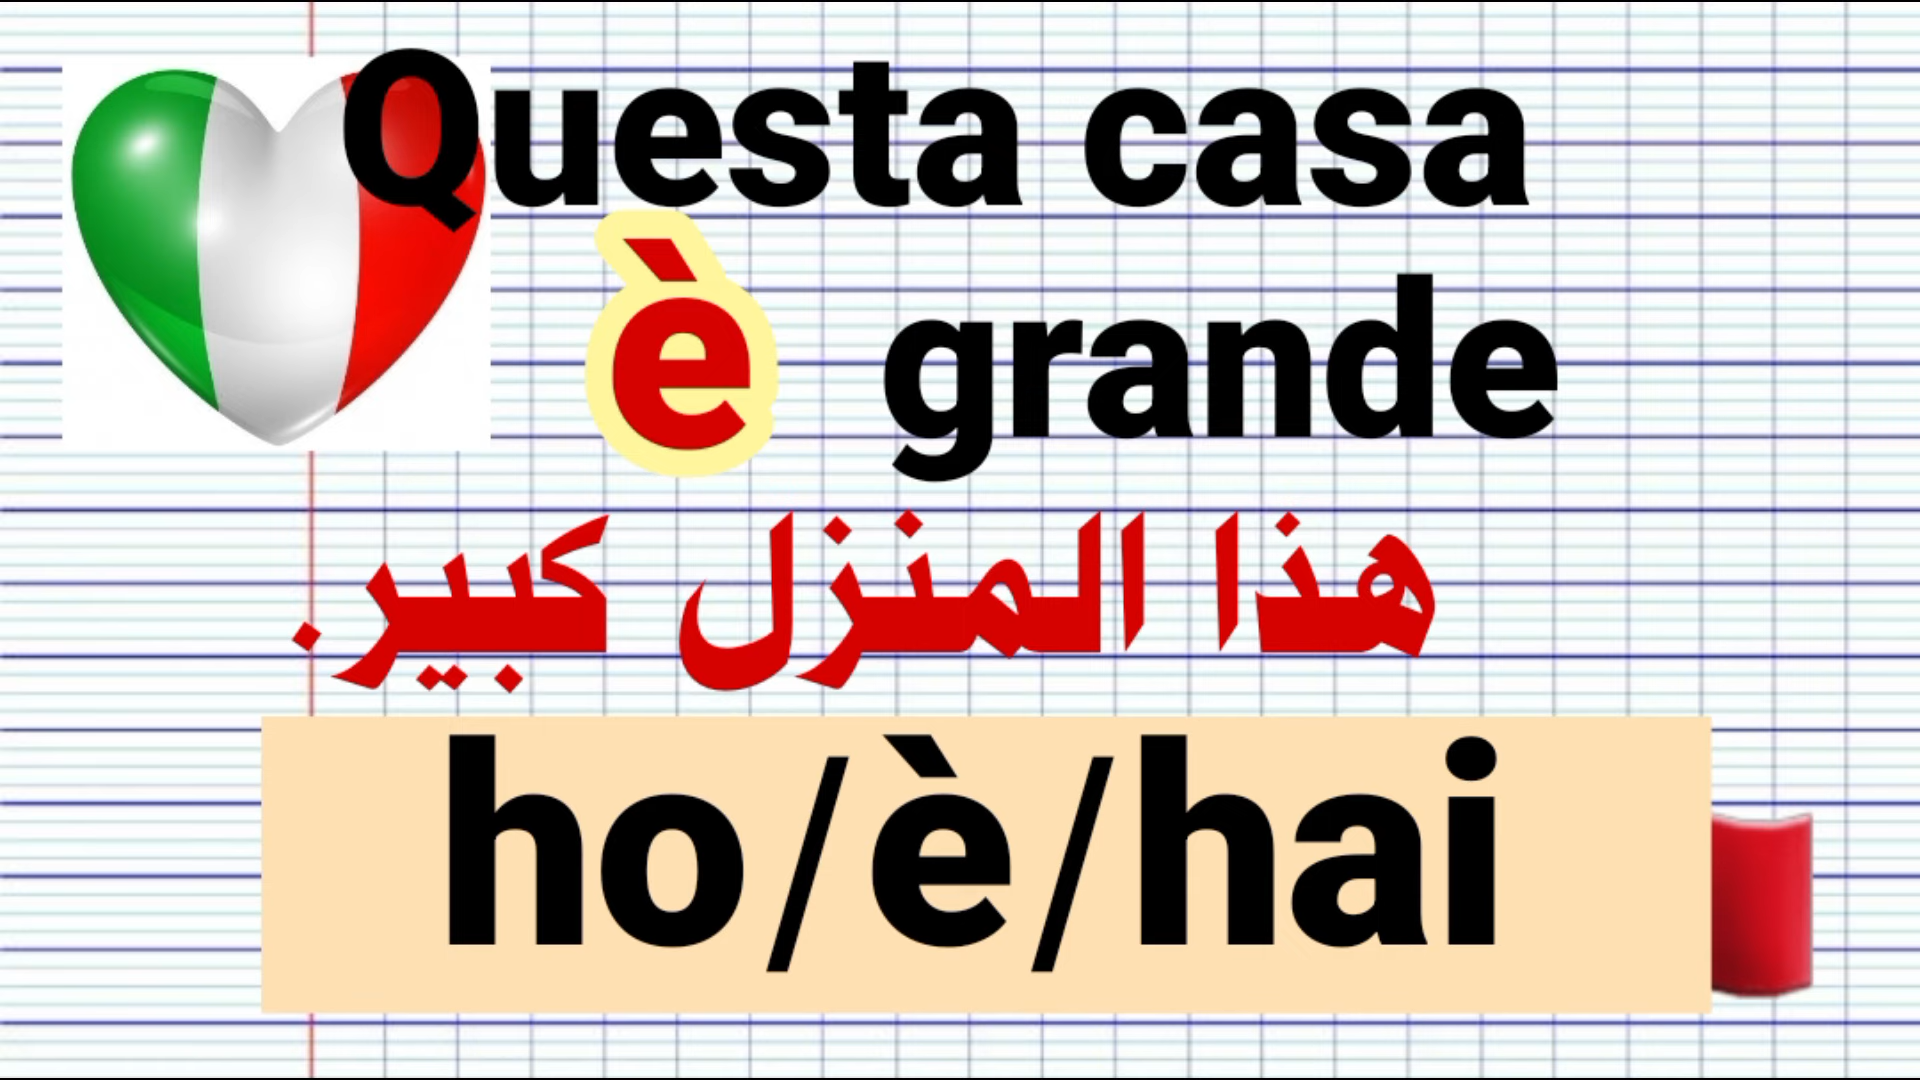 Questa casa
è grande
هذا المنزل كبير.
ho/è/hai